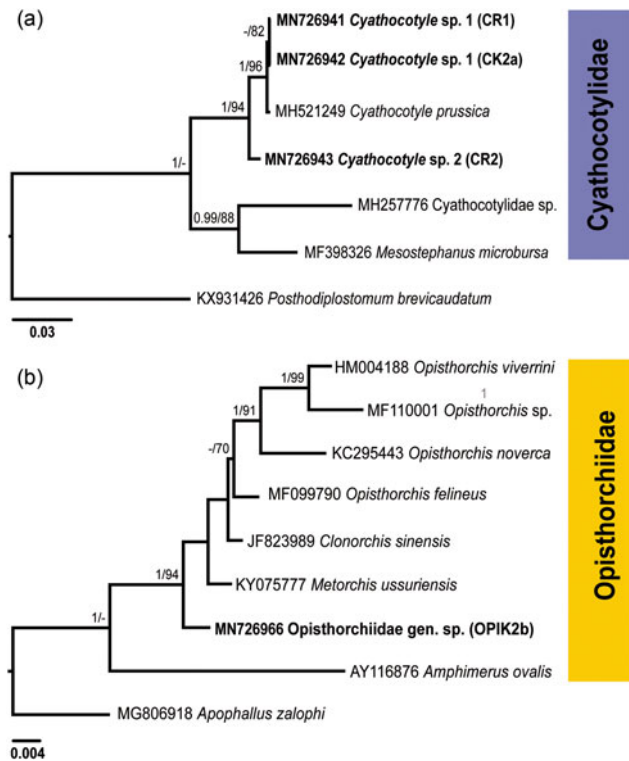 (a)
-/82
MN726941 Cyathocotyle sp. 1 (CR1)
1/96
MN726942 Cyathocotyle sp. 1 (CK2a)
1/94
MH521249 Cyathocotyle prussica
1/-
MN726943 Cyathocotyle sp. 2 (CR2)
0.99/88
MH257776 Cyathocotylidae sp.
MF398326 Mesostephanus microbursa
KX931426 Posthodiplostomum brevicaudatum
0.03
Cyathocotylidae
(b)
1/99
HM004188 Opisthorchis viverrini
1
1/91
MF110001 Opisthorchis sp.
-/70
KC295443 Opisthorchis noverca
MF099790 Opisthorchis felineus
JF823989 Clonorchis sinensis
1/94
KY075777 Metorchis ussuriensis
1/-
MN726966 Opisthorchiidae gen. sp. (OPIK2b)
AY116876 Amphimerus ovalis
MG806918 Apophallus zalophi
0.004
Opisthorchiidae